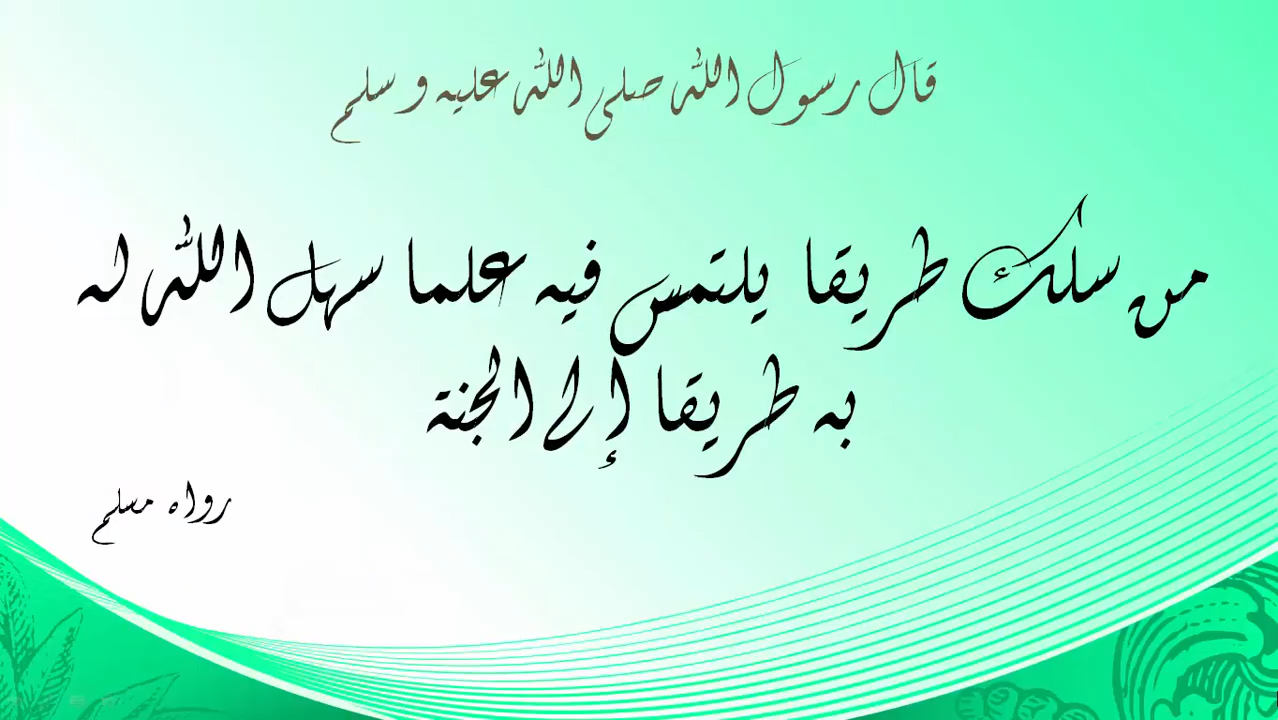 قال رسول الله صلى الله عليه و سلم
من سلك طريقا يلتمس فيه علما سهل الله له
به طريقا إلى الجنة
رواه مسلم